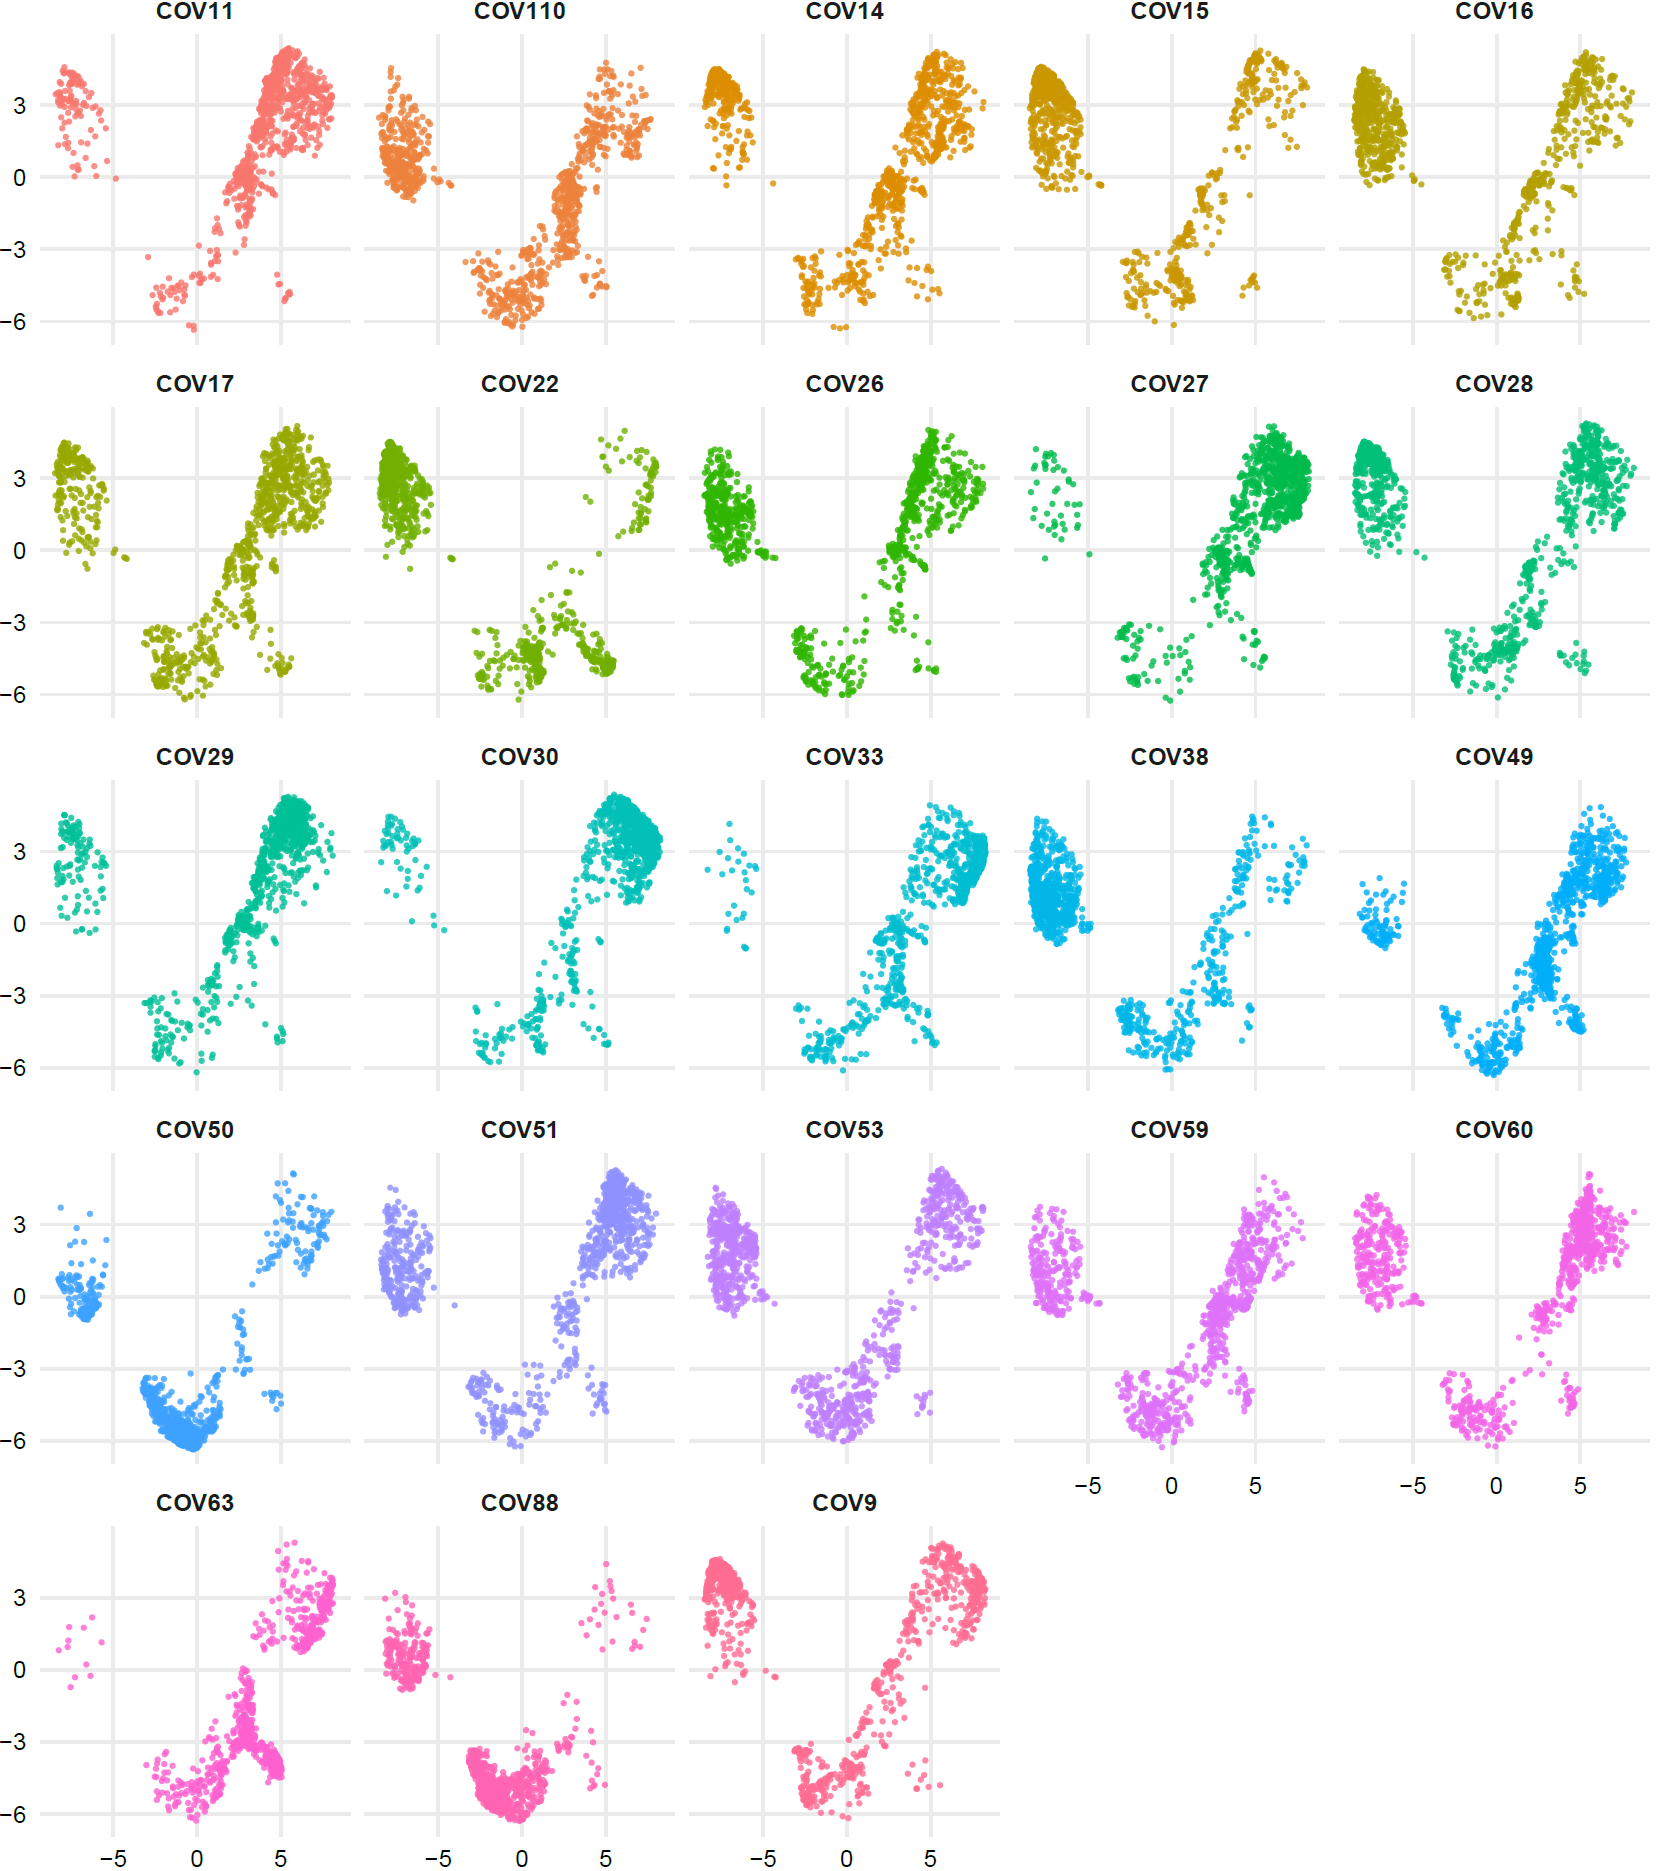 COV11 COV110 COV14 COV15 COV16
3
0
−3
−6
COV17 COV22 COV26 COV27 COV28
3
0
−3
−6
COV29 COV30 COV33 COV38 COV49
3
0
−3
−6
COV50 COV51 COV53 COV59 COV60
3
0
−3
−6
−5 0 5 −5 0 5
COV63 COV88 COV9
3
0
−3
−6
−5 0 5 −5 0 5 −5 0 5